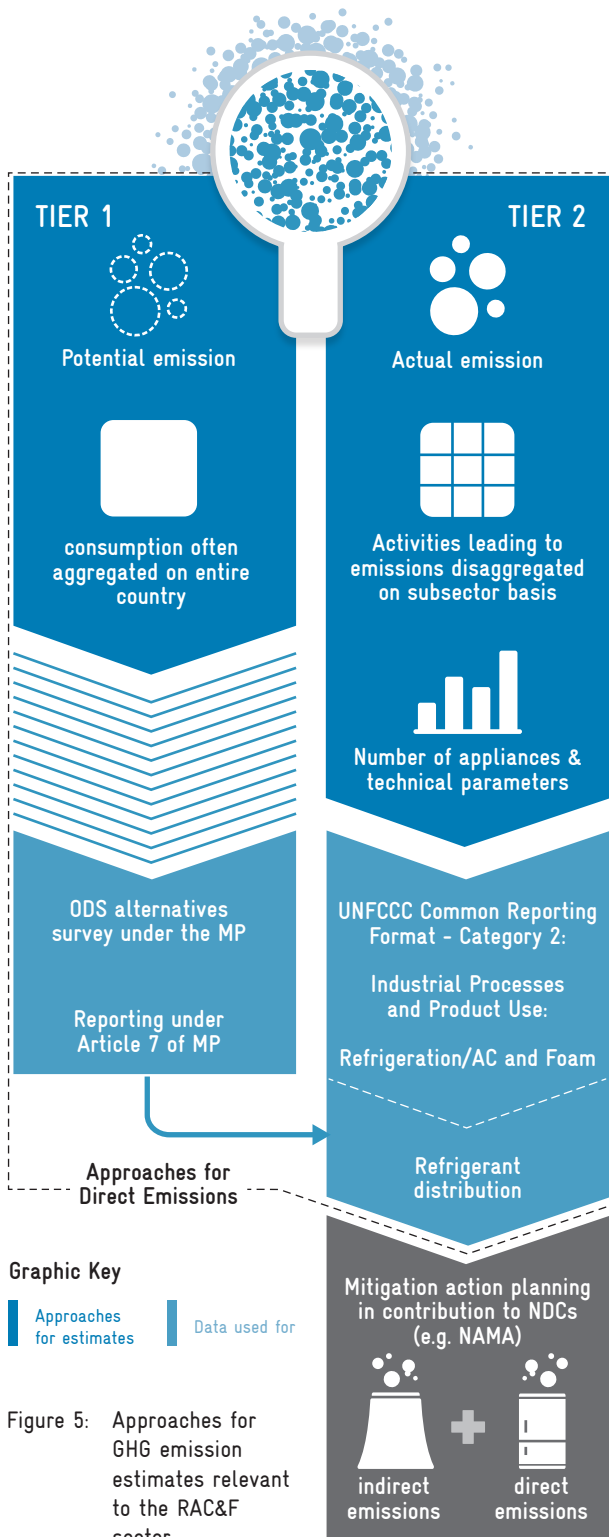 TIER 1
Potential emission
consumption often
aggregated on entire
country
ODS alternatives
survey under the MP
Reporting under
Article 7 of MP
TIER 2
Actual emission
Activities leading to
emissions disaggregated
on subsector basis
Number of appliances &
technical parameters
UNFCCC Common Reporting
Format - Category 2:
Industrial Processes
and Product Use:
Refrigeration/AC and Foam
Refrigerant
distribution
Approaches for
Direct Emissions
Mitigation action planning
in contribution to NDCs
(e.g. NAMA)
indirect
emissions
direct
emissions
Graphic Key
Approaches
for estimates
Data used for
Figure 5: Approaches for
GHG emission
estimates relevant
to the RAC&F
sector